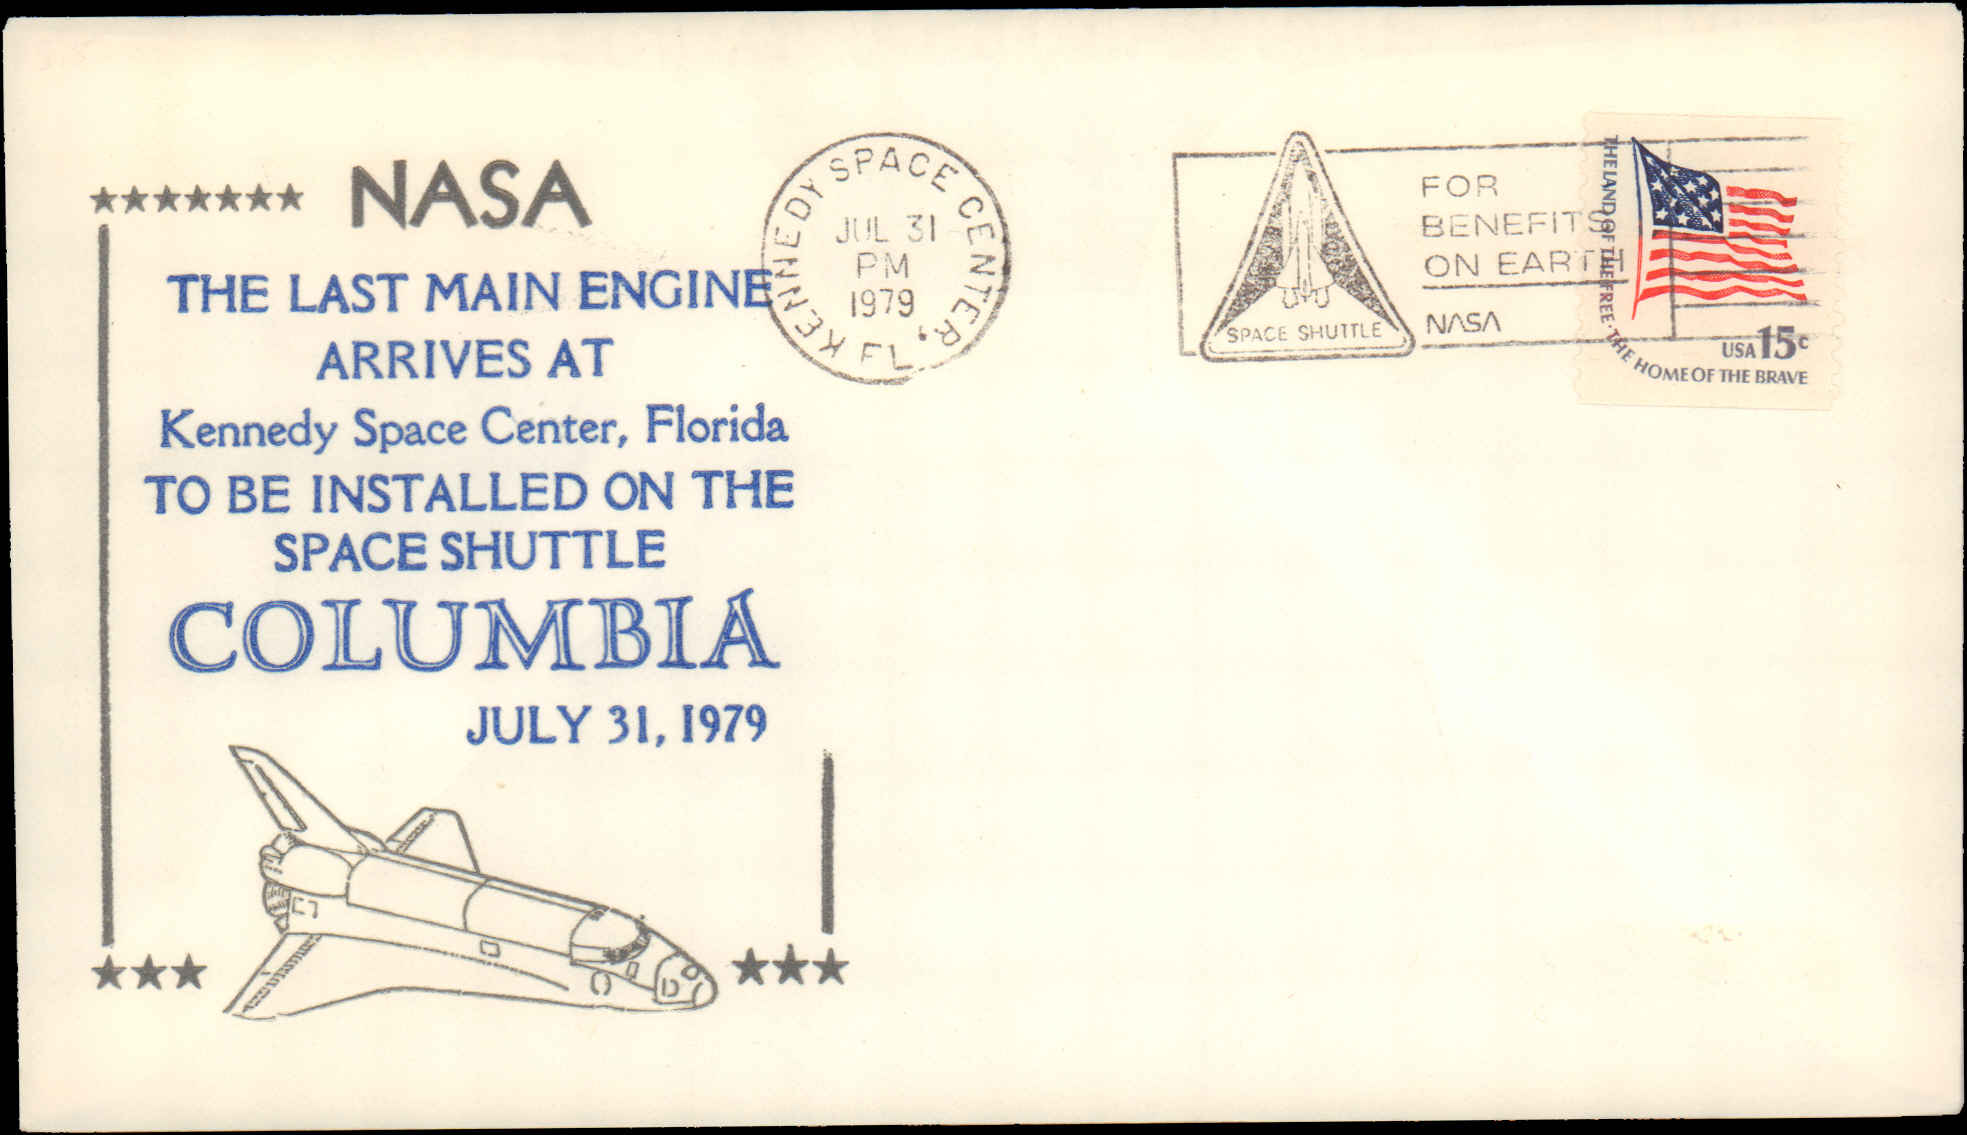 NASA
THE LAST MAIN ENGINE
ARRIVES AT
Kennedy Space Center, Florida
TO BE INSTALLED ON THE
SPACE SHUTTLE
COLUMBIA
JULY 31, 1979
KENNEDY SPACE CENTER, FL.
JUL 31
PM
1979
SPACE SHUTTLE
FOR
BENEFITS
ON EARTH
NASA
THE LAND OF THE FREE · THE HOME OF THE BRAVE
USA 15c